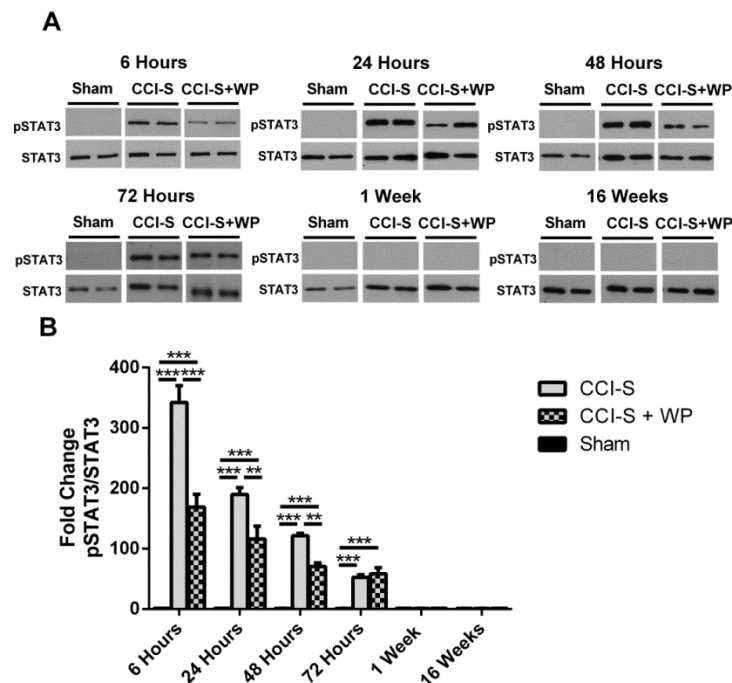 A
6 Hours 24 Hours 48 Hours
Sham CCI-S CCI-S+WP Sham CCI-S CCI-S+WP Sham CCI-S CCI-S+WP
pSTAT3 pSTAT3 pSTAT3
STAT3 STAT3 STAT3
72 Hours 1 Week 16 Weeks
Sham CCI-S CCI-S+WP Sham CCI-S CCI-S+WP Sham CCI-S CCI-S+WP
pSTAT3 pSTAT3 pSTAT3
STAT3 STAT3 STAT3
B
Fold Change
pSTAT3/STAT3
400
300
200
100
0
***
*** ***
***
*** **
***
*** **
***
***
6 Hours
24 Hours
48 Hours
72 Hours
1 Week
16 Weeks
CCI-S
CCI-S + WP
Sham